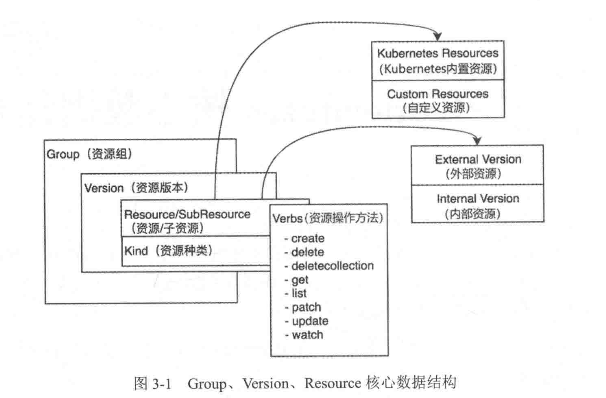 Kubernetes Resources
(Kubernetes内置资源)
Custom Resources
(自定义资源)
Group（资源组）
Version（资源版本）
External Version
(外部资源)
Internal Version
(内部资源)
Resource/SubResource
(资源/子资源)
Kind（资源种类）
Verbs(资源操作方法)
- create
- delete
- deletecollection
- get
- list
- patch
- update
- watch
图 3-1 Group、Version、Resource 核心数据结构